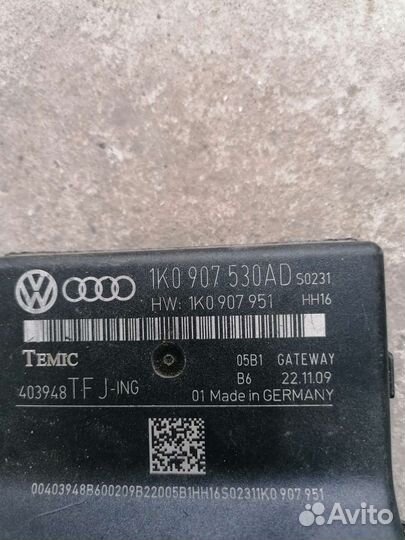 1K0 907 530AD S0231
HW: 1K0 907 951 HH16
TEMIC 05B1 GATEWAY
B6 22.11.09
403948TFJ-ING 01 Made in GERMANY
00403948B600209B22005B1HH16S02311K0 907 951
Avito